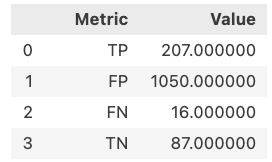 Metric Value
0 TP 207.000000
1 FP 1050.000000
2 FN 16.000000
3 TN 87.000000